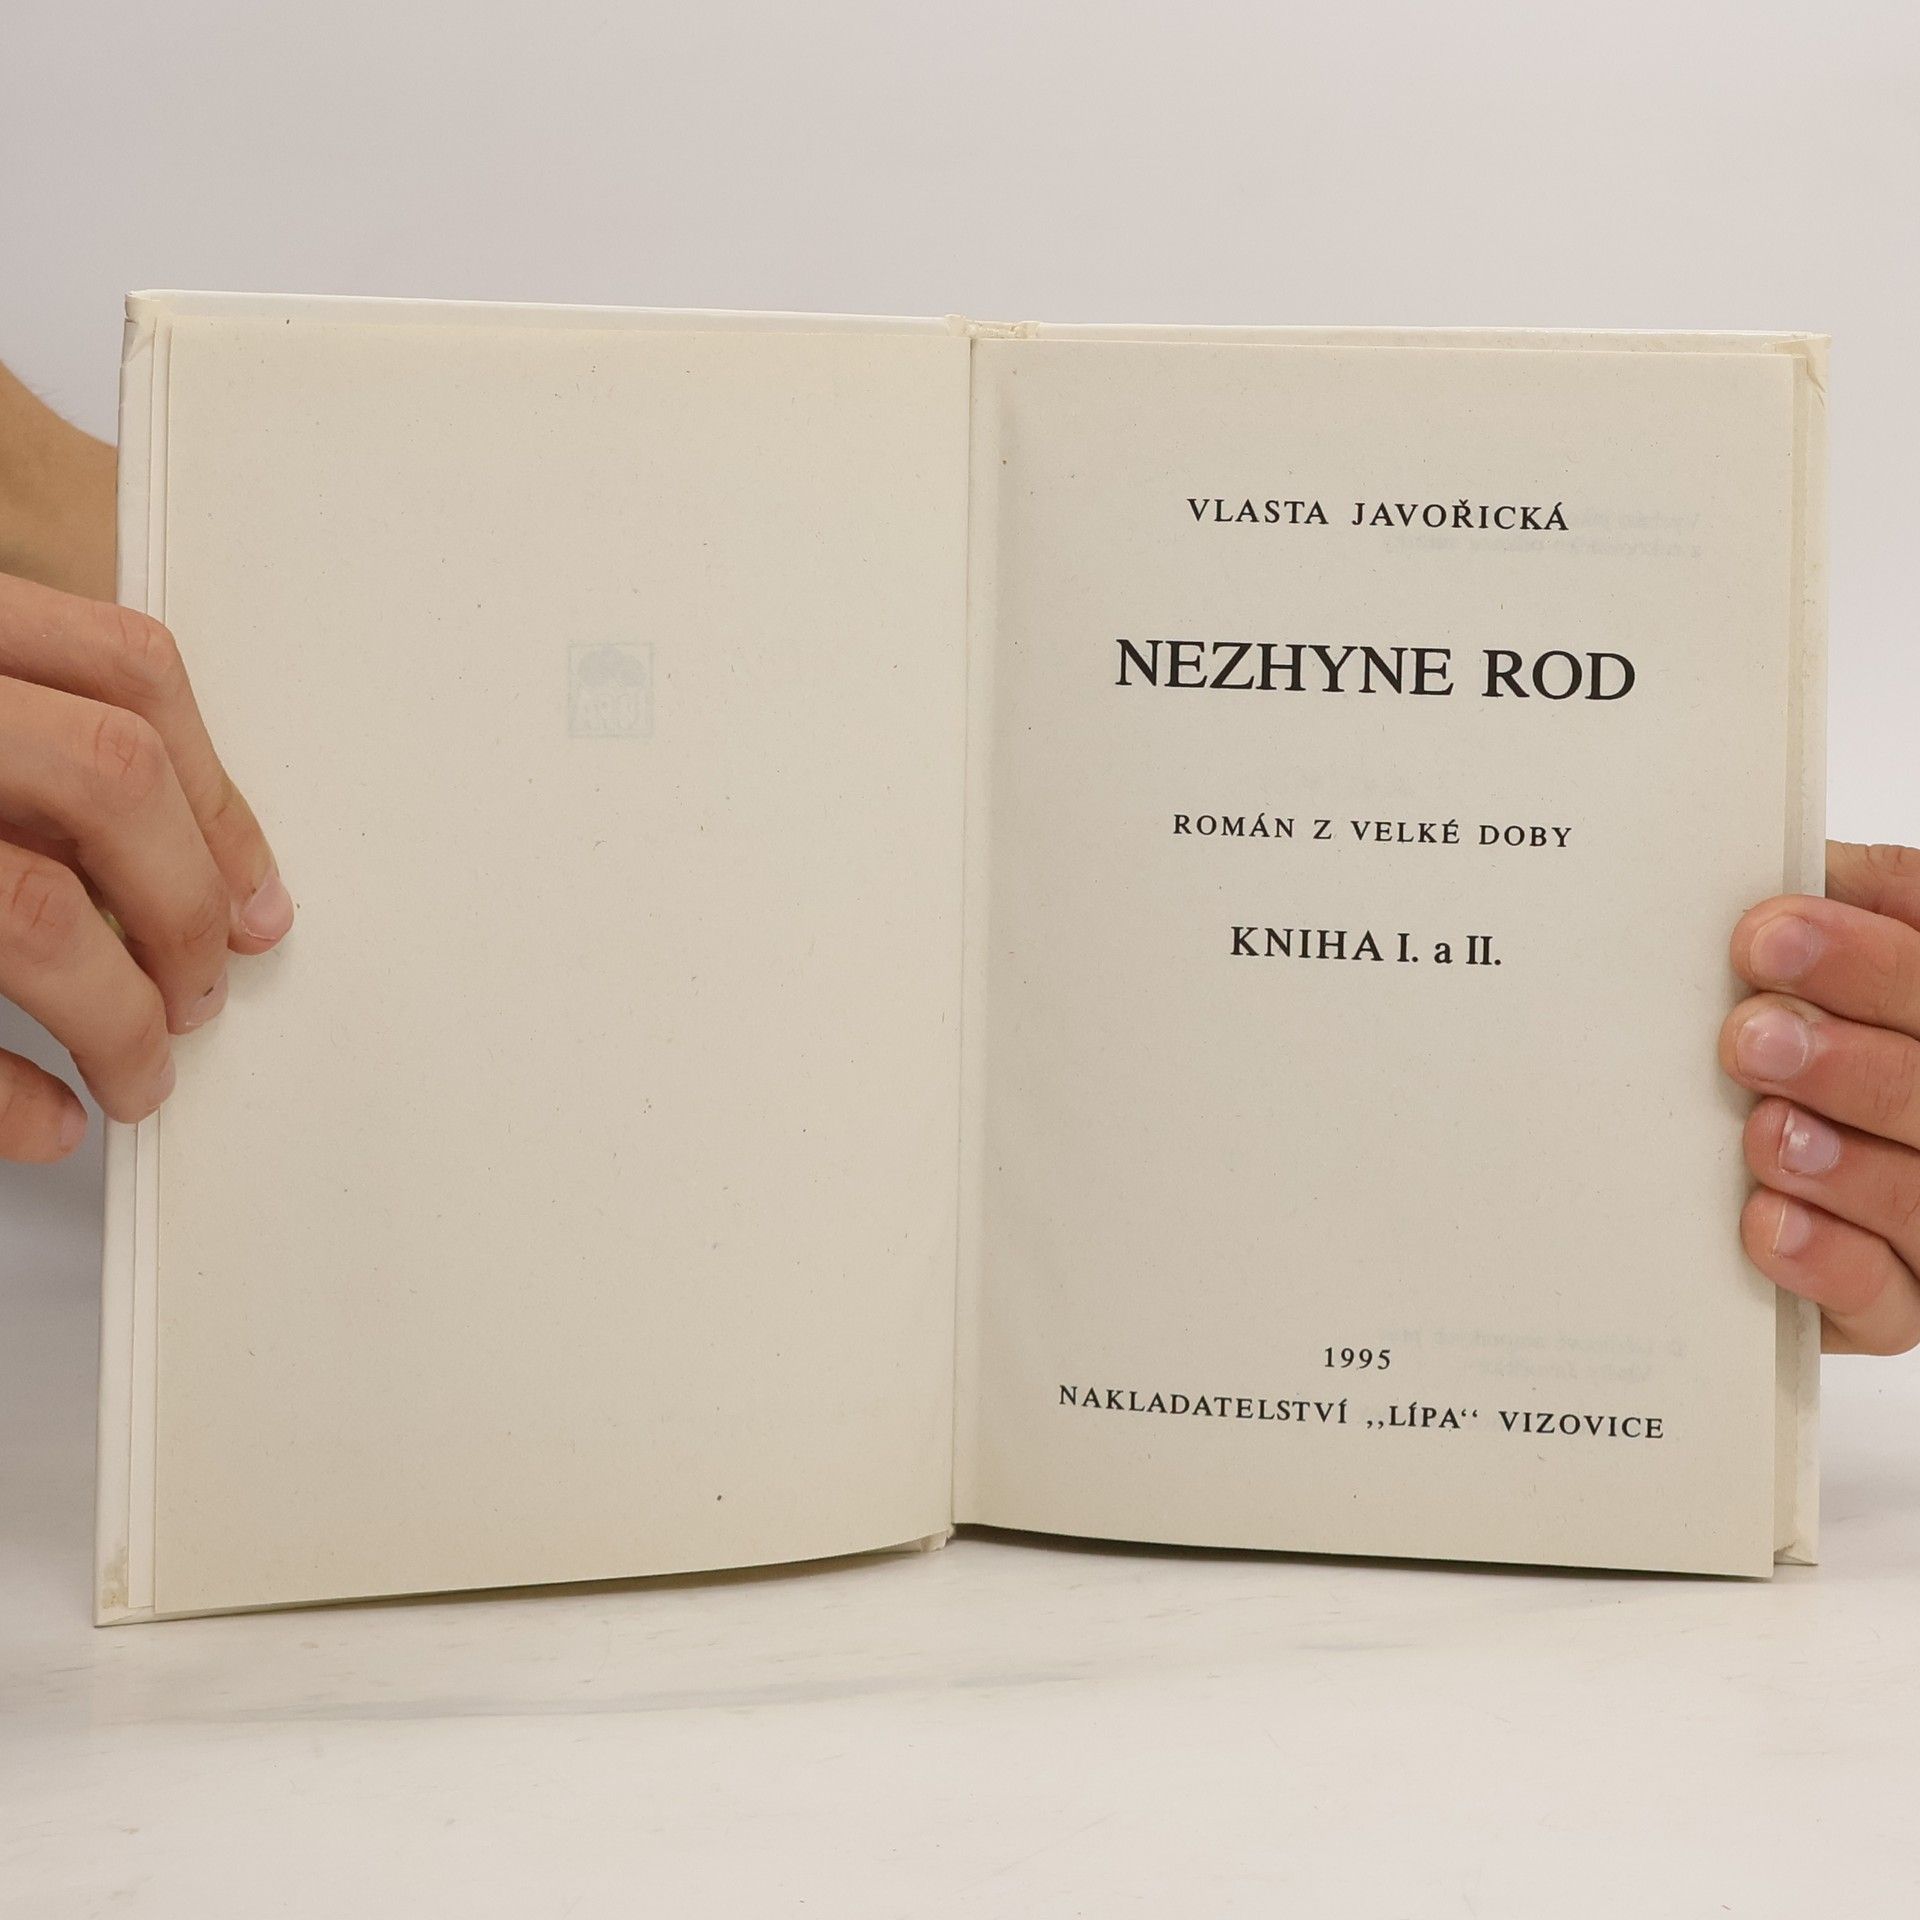 VLASTA JAVOŘICKÁ
NEZHYNE ROD
ROMÁN Z VELKÉ DOBY
KNIHA I. a II.
1995
NAKLADATELSTVÍ ,,LÍPA“ VIZOVICE